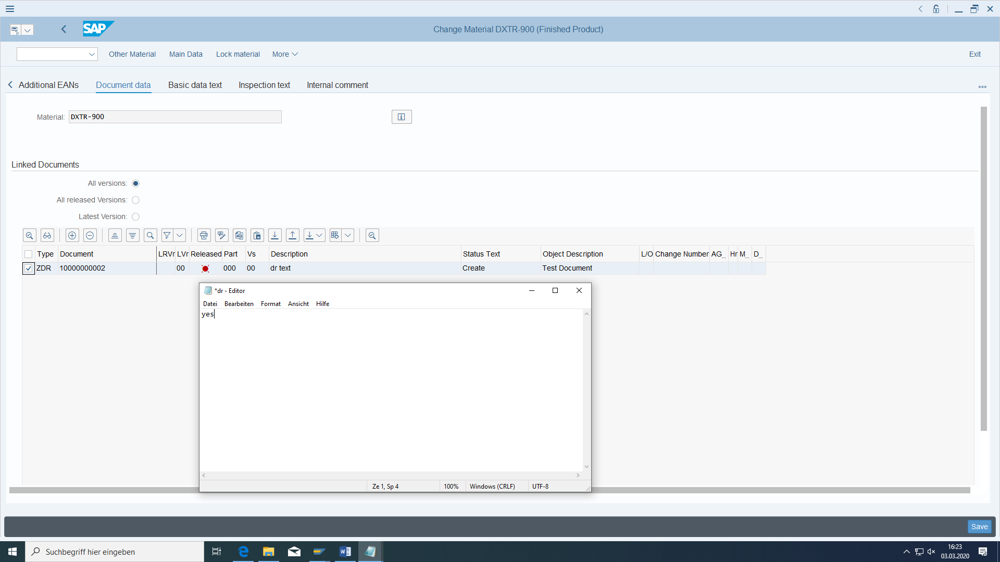 SAP
Change Material DXTR-900 (Finished Product)
Other Material Main Data Lock material More Exit
Additional EANs Document data Basic data text Inspection text Internal comment
Material: DXTR-900
Linked Documents
All versions:
All released Versions:
Latest Version:
Type Document LRVr LVr Released Part Vs Description Status Text Object Description L/O Change Number AG... Hr M... D...
ZDR 10000000002 00 000 00 dr text Create Test Document
*dr - Editor
Datei Bearbeiten Format Ansicht Hilfe
yes
Ze 1, Sp 4 100% Windows (CRLF) UTF-8
Save
Suchbegriff hier eingeben
16:23
03.03.2020